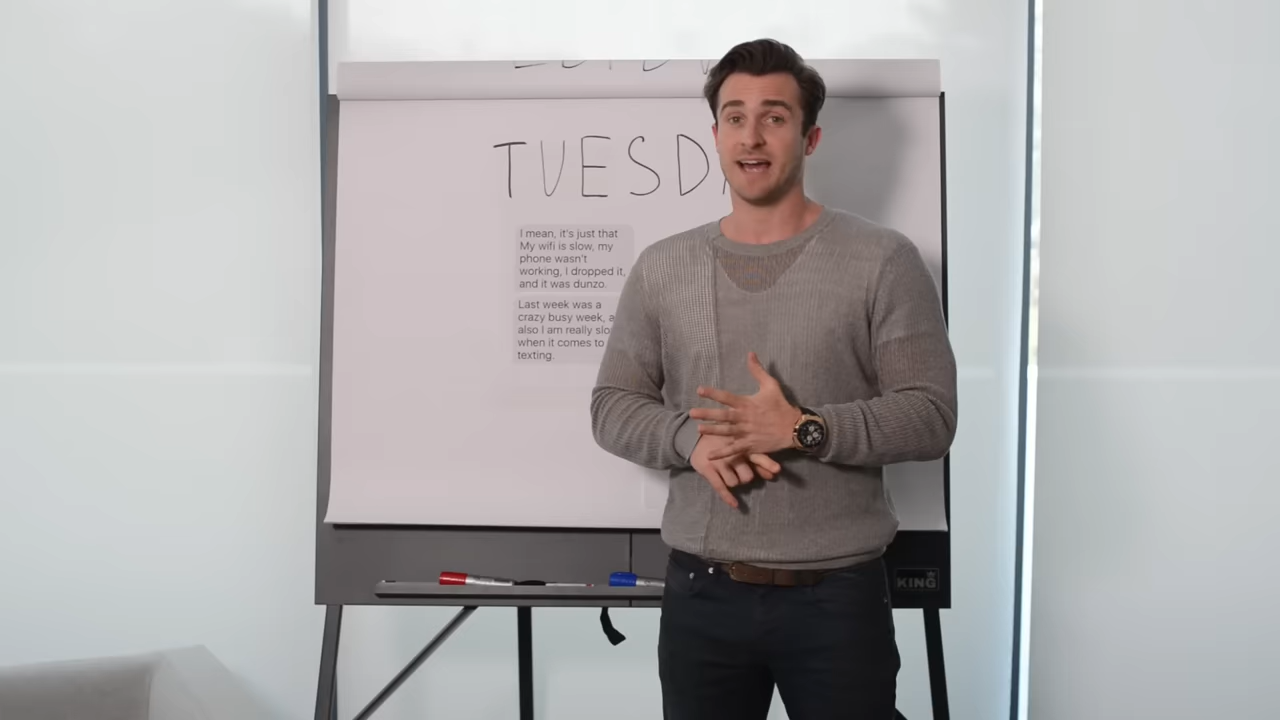 TUESD
I mean, it's just that
My wifi is slow, my
phone wasn't
working, I dropped it,
and it was dunzo.
Last week was a
crazy busy week, a
also I am really slo
when it comes to
texting.
KING